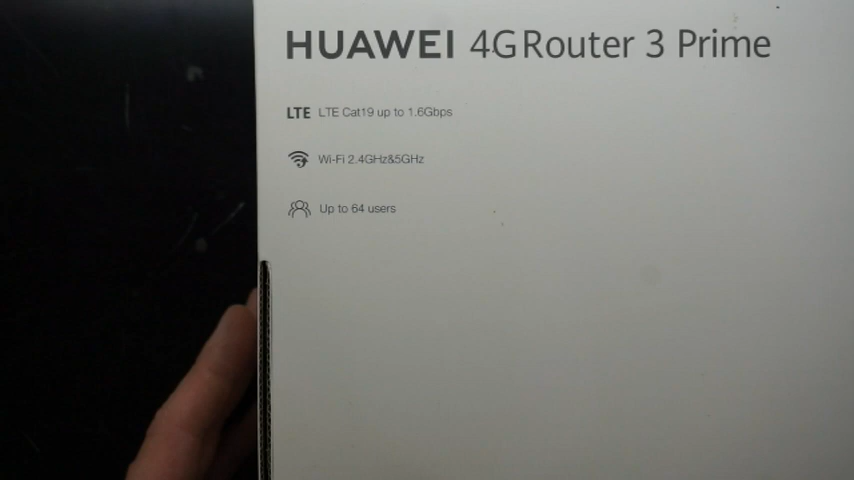 HUAWEI 4G Router 3 Prime
LTE LTE Cat19 up to 1.6Gbps
Wi-Fi 2.4GHz&5GHz
Up to 64 users